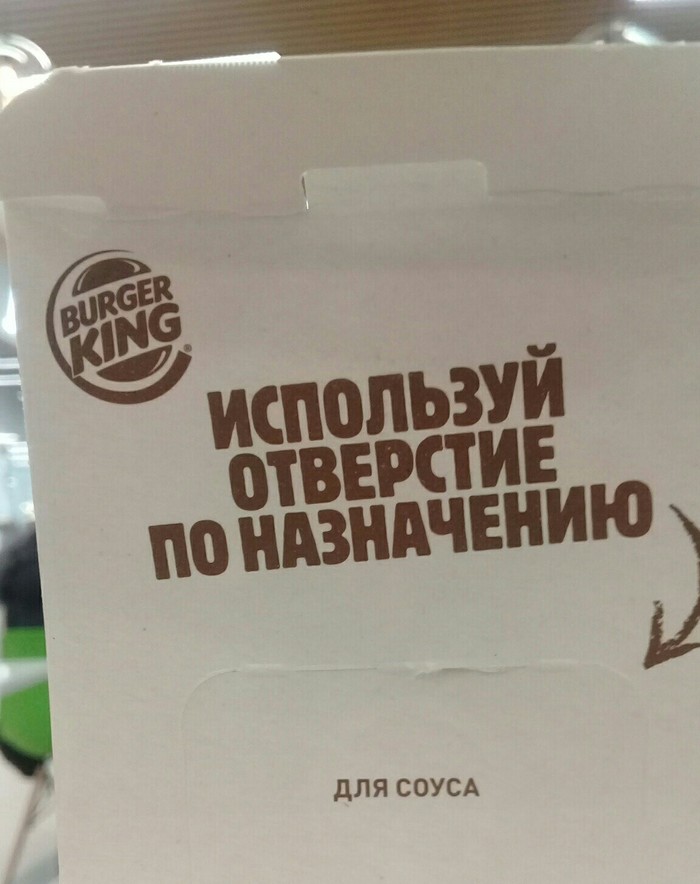 BURGER
KING®
ИСПОЛЬЗУЙ
ОТВЕРСТИЕ
ПО НАЗНАЧЕНИЮ
ДЛЯ СОУСА